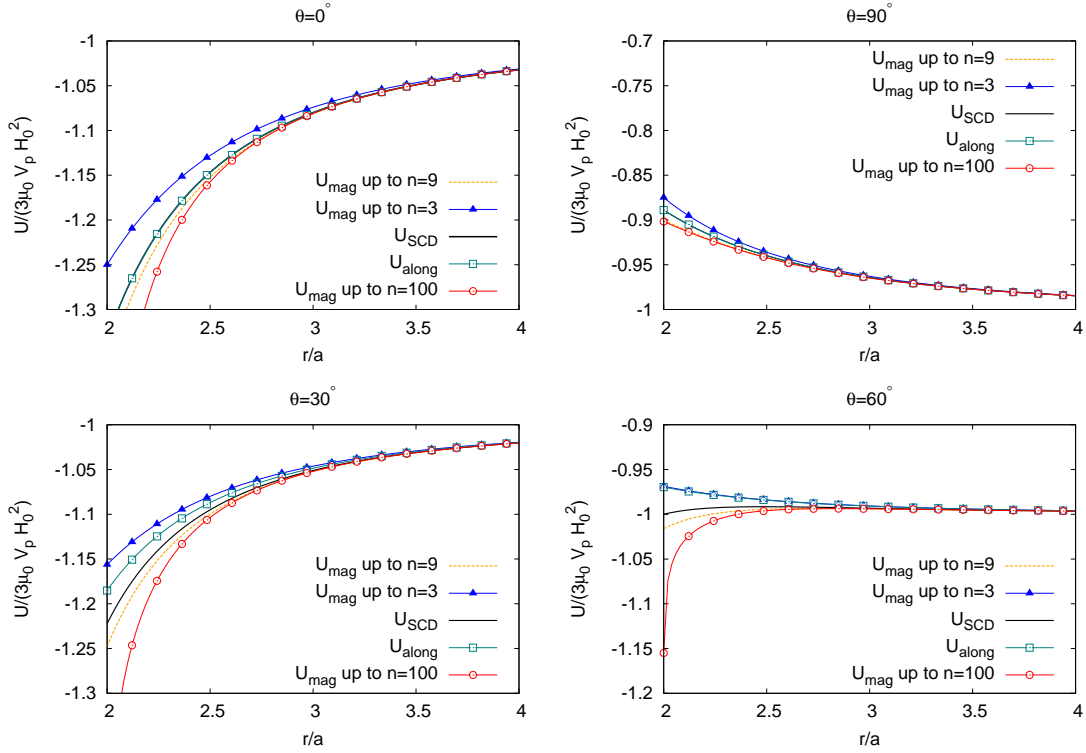 θ=0°
-1
-1.05
-1.1
-1.15
-1.2
-1.25
-1.3
U/(3μ0 Vp H0²)
2 2.5 3 3.5 4
r/a
Umag up to n=9
Umag up to n=3
USCD
Ualong
Umag up to n=100
θ=90°
-0.7
-0.75
-0.8
-0.85
-0.9
-0.95
-1
U/(3μ0 Vp H0²)
2 2.5 3 3.5 4
r/a
Umag up to n=9
Umag up to n=3
USCD
Ualong
Umag up to n=100
θ=30°
-1
-1.05
-1.1
-1.15
-1.2
-1.25
-1.3
U/(3μ0 Vp H0²)
2 2.5 3 3.5 4
r/a
Umag up to n=9
Umag up to n=3
USCD
Ualong
Umag up to n=100
θ=60°
-0.9
-0.95
-1
-1.05
-1.1
-1.15
-1.2
U/(3μ0 Vp H0²)
2 2.5 3 3.5 4
r/a
Umag up to n=9
Umag up to n=3
USCD
Ualong
Umag up to n=100